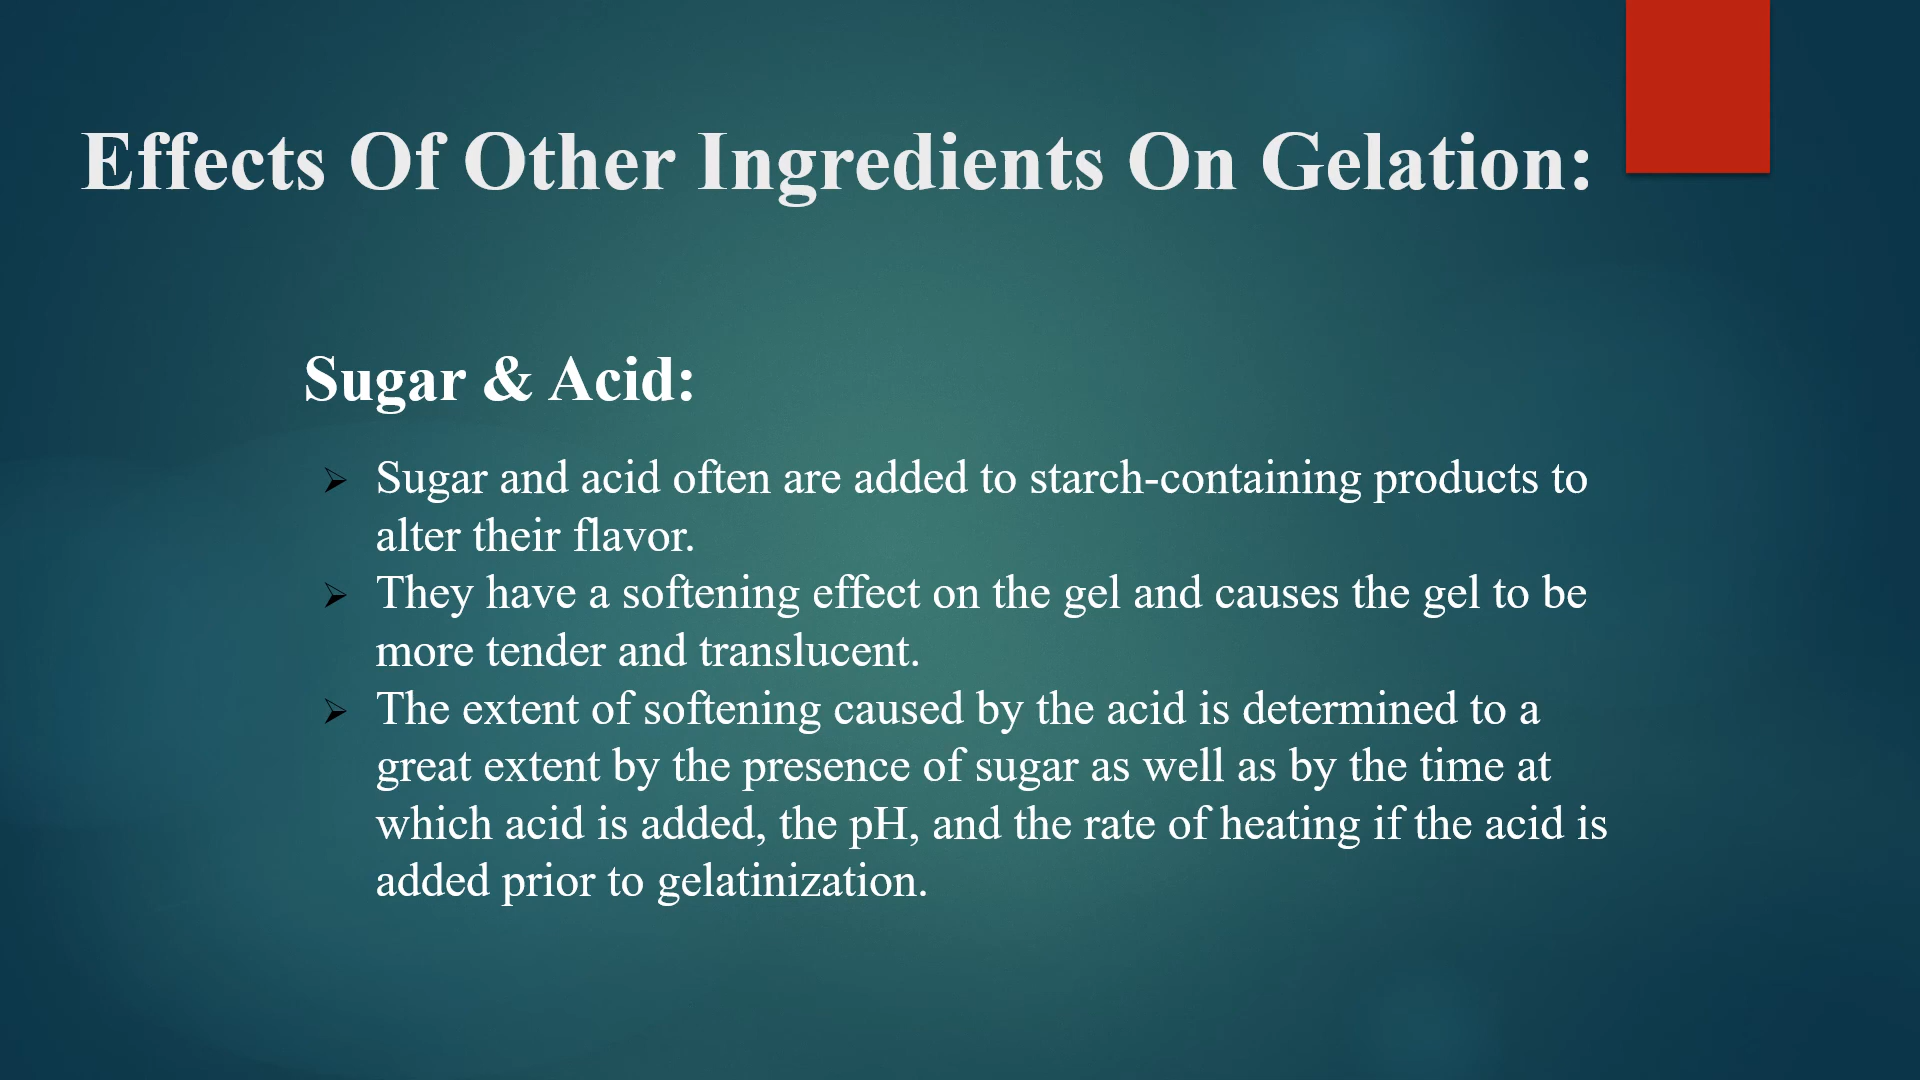 Effects Of Other Ingredients On Gelation:
Sugar & Acid:
Sugar and acid often are added to starch-containing products to
alter their flavor.
They have a softening effect on the gel and causes the gel to be
more tender and translucent.
The extent of softening caused by the acid is determined to a
great extent by the presence of sugar as well as by the time at
which acid is added, the pH, and the rate of heating if the acid is
added prior to gelatinization.